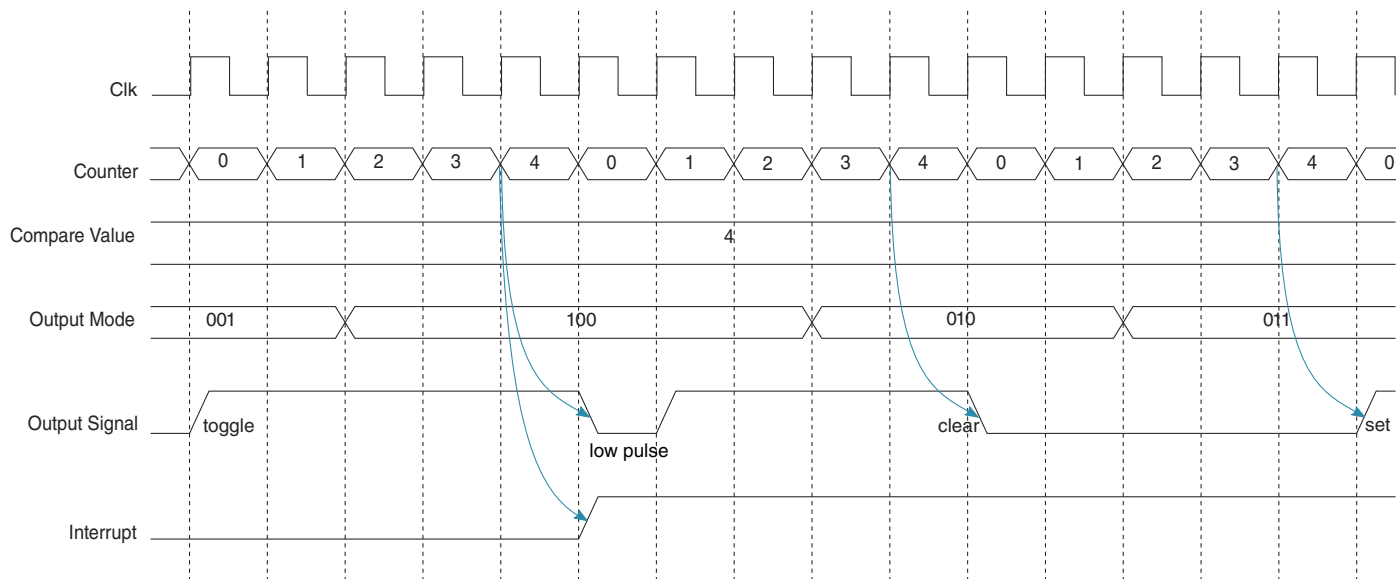 Clk
Counter 0 1 2 3 4 0 1 2 3 4 0 1 2 3 4 0
Compare Value 4
Output Mode 001 100 010 011
Output Signal toggle low pulse clear set
Interrupt